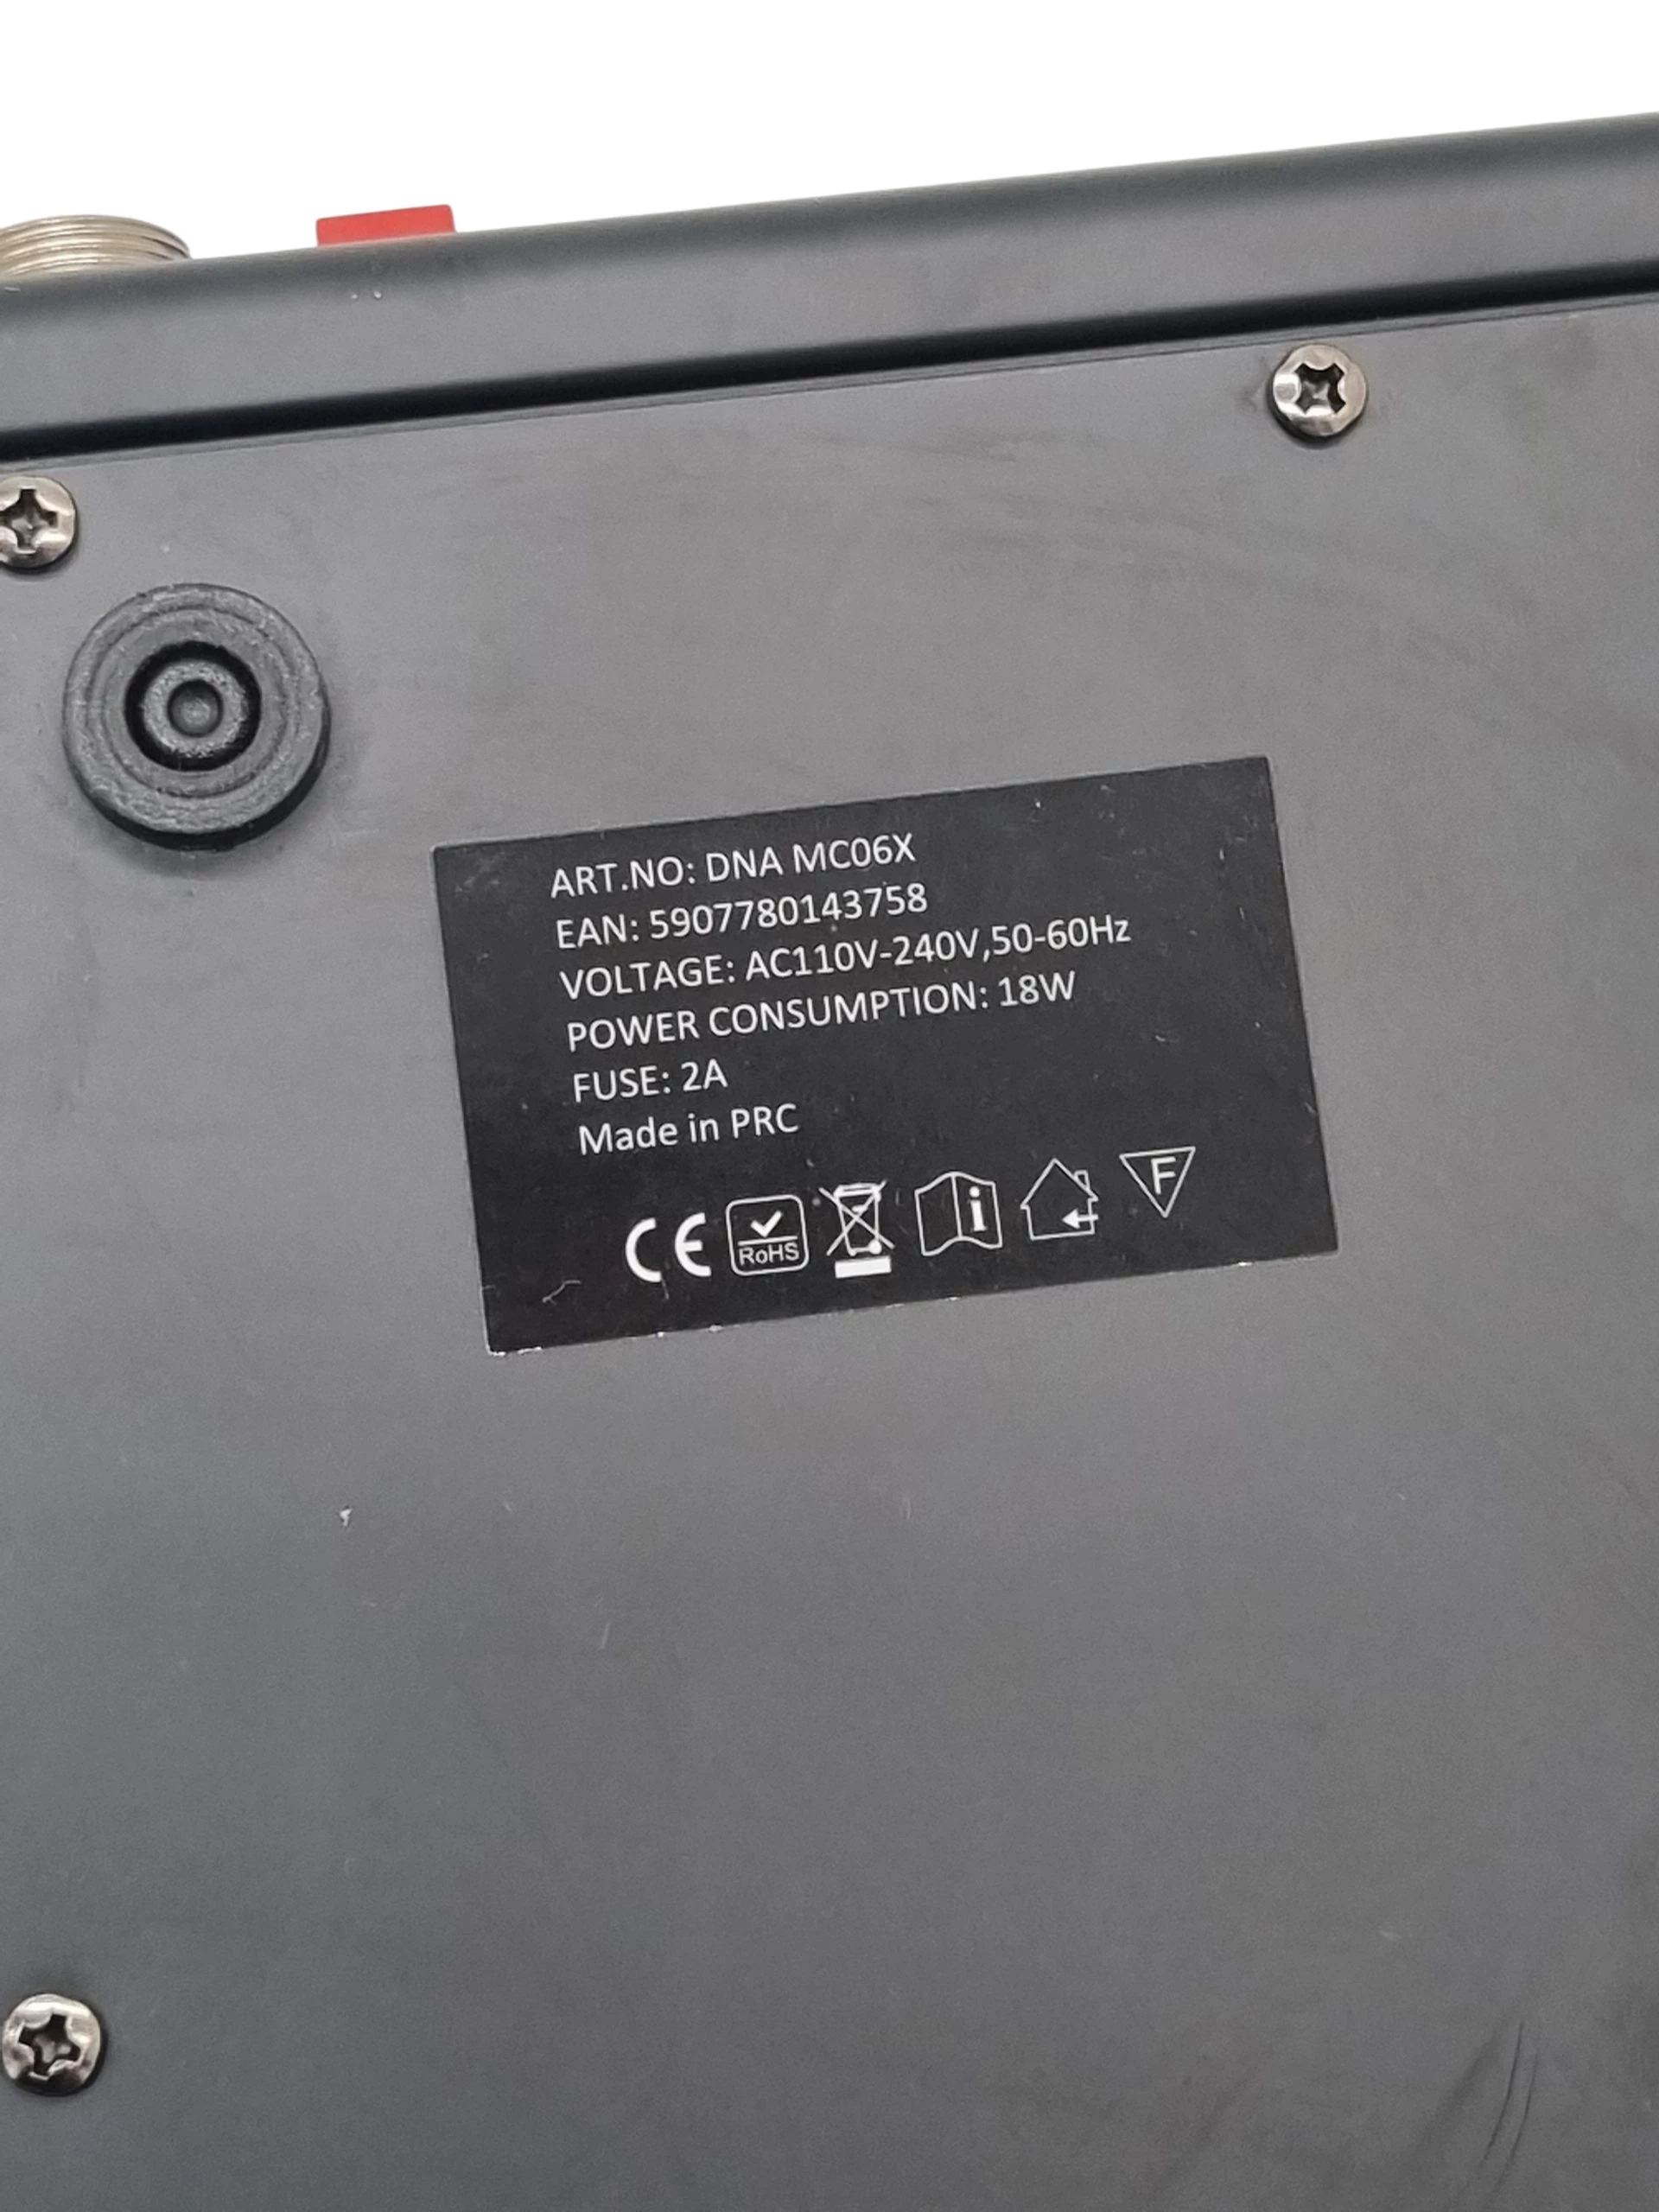 ART.NO: DNA MC06X
EAN: 5907780143758
VOLTAGE: AC110V-240V,50-60Hz
POWER CONSUMPTION: 18W
FUSE: 2A
Made in PRC
CE RoHS i F